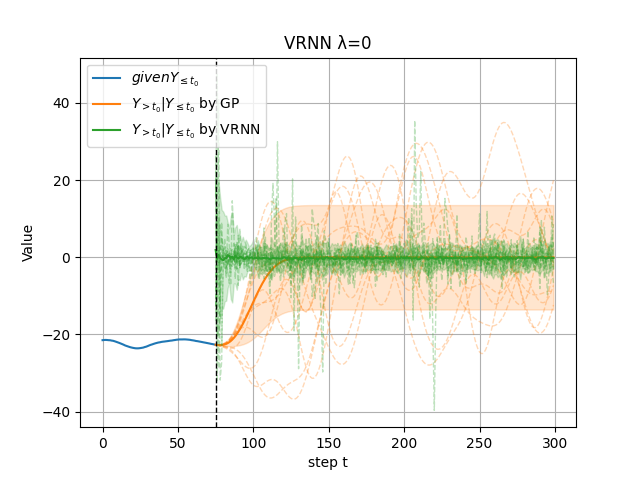 VRNN λ=0
given Y≤t₀
Y>t₀|Y≤t₀ by GP
Y>t₀|Y≤t₀ by VRNN
Value
40
20
0
−20
−40
0
50
100
150
200
250
300
step t